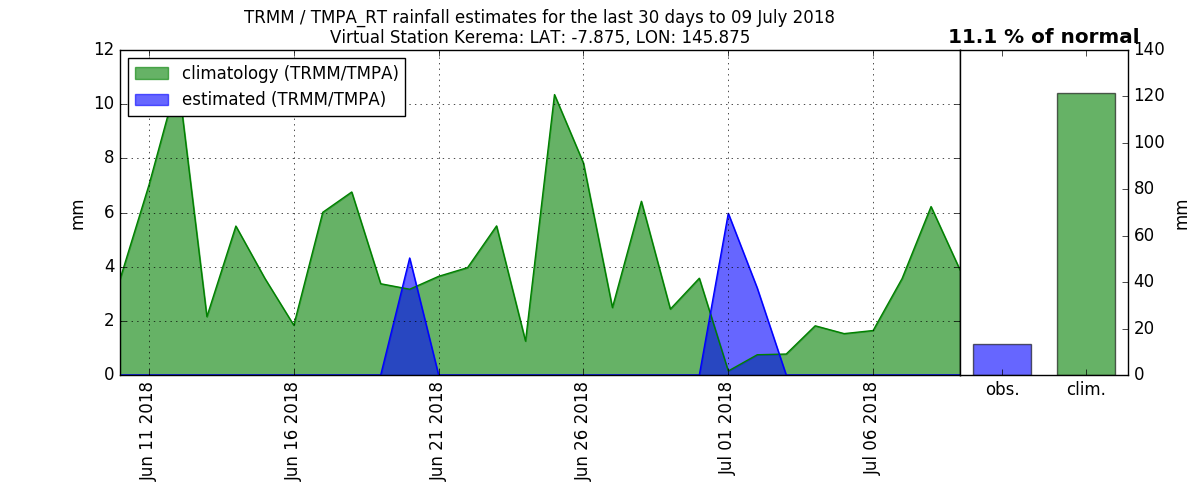 TRMM / TMPA_RT rainfall estimates for the last 30 days to 09 July 2018
Virtual Station Kerema: LAT: -7.875, LON: 145.875
11.1 % of normal
climatology (TRMM/TMPA)
estimated (TRMM/TMPA)
12
10
8
6
4
2
0
mm
Jun 11 2018
Jun 16 2018
Jun 21 2018
Jun 26 2018
Jul 01 2018
Jul 06 2018
obs.
clim.
140
120
100
80
60
40
20
0
mm